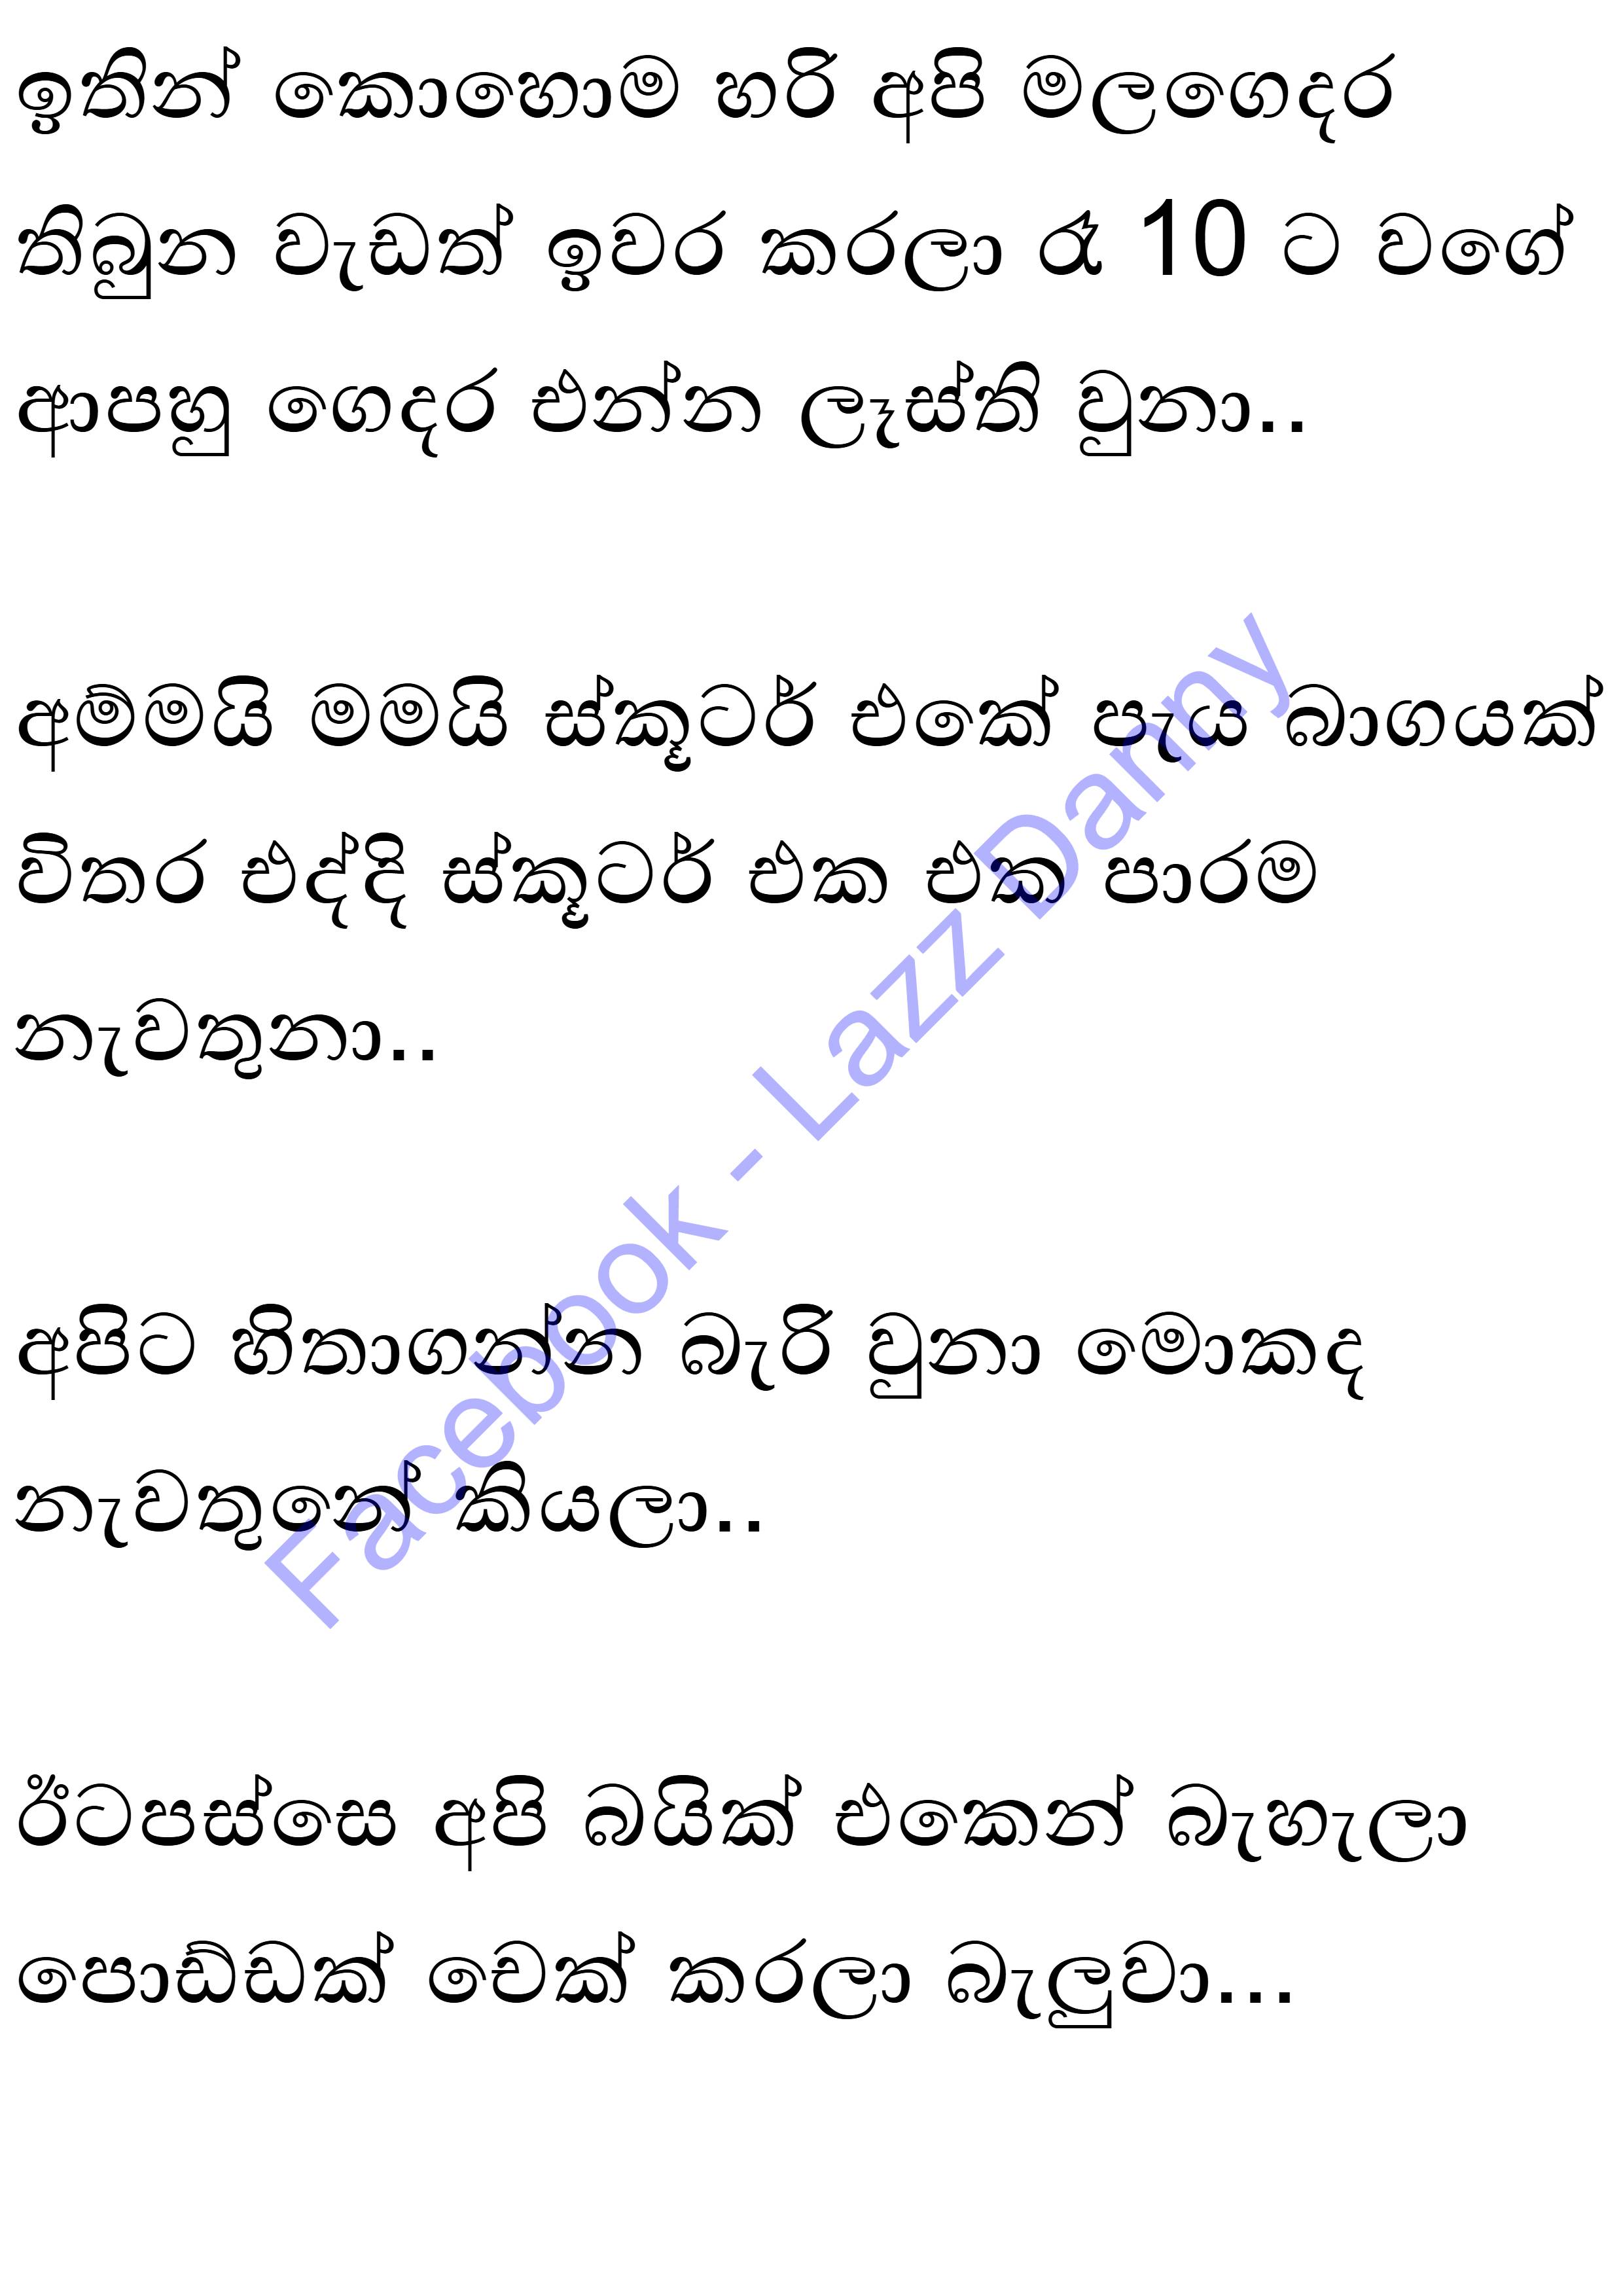 ඉතින් කොහොම හරි අපි මලගෙදර
තිබුන වැඩත් ඉවර කරලා රෑ 10 ට වගේ
ආපහු ගෙදර එන්න ලෑස්ති වුනා..
අම්මයි මමයි ස්කූටර් එකේ පැය බාගයක්
විතර එද්දි ස්කූටර් එක එක පාරම
නැවතුනා..
අපිට හිතාගන්න බැරි වුනා මොකද
නැවතුනේ කියලා..
ඊටපස්සෙ අපි බයික් එකෙන් බැහැලා
පොඩ්ඩක් චෙක් කරලා බැලුවා...
Facebook - Lazz Danny